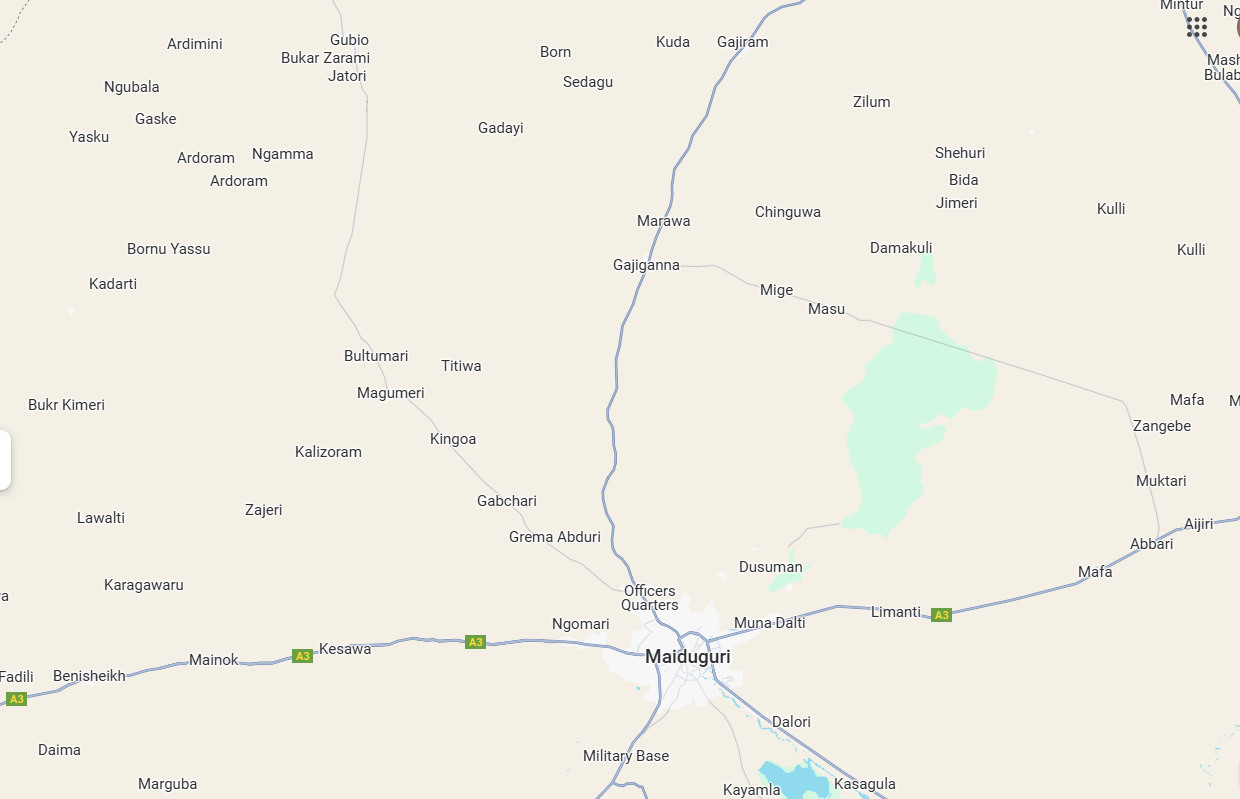 Mintur
Ng
Ardimini
Gubio
Born
Kuda
Gajiram
Bukar Zarami
Mash
Jatori
Sedagu
Bulab
Ngubala
Zilum
Gaske
Gadayi
Yasku
Ardoram
Ngamma
Shehuri
Ardoram
Bida
Jimeri
Marawa
Chinguwa
Kulli
Bornu Yassu
Damakuli
Kulli
Gajiganna
Kadarti
Mige
Masu
Bultumari
Titiwa
Magumeri
Bukr Kimeri
Mafa
M
Zangebe
Kingoa
Kalizoram
Muktari
Gabchari
Zajeri
Lawalti
Aijiri
Grema Abduri
Abbari
Dusuman
Mafa
Karagawaru
Officers
Quarters
a
Limanti
A3
Ngomari
Muna Dalti
A3
Kesawa
A3
Maiduguri
Mainok
Fadili
Benisheikh
A3
Dalori
Daima
Military Base
Marguba
Kayamla
Kasagula